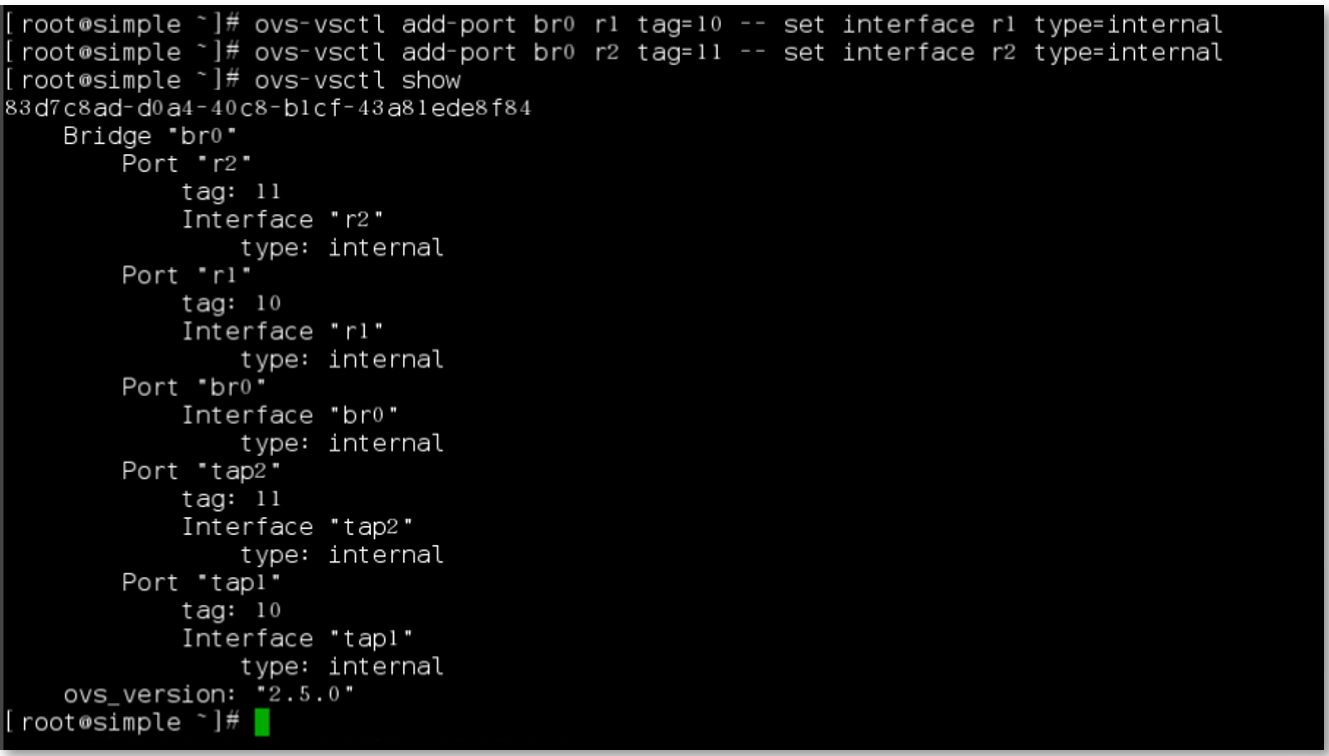 [root@simple ~]# ovs-vsctl add-port br0 r1 tag=10 -- set interface r1 type=internal
[root@simple ~]# ovs-vsctl add-port br0 r2 tag=11 -- set interface r2 type=internal
[root@simple ~]# ovs-vsctl show
83d7c8ad-d0a4-40c8-b1cf-43a81ede8f84
    Bridge "br0"
        Port "r2"
            tag: 11
            Interface "r2"
                type: internal
        Port "r1"
            tag: 10
            Interface "r1"
                type: internal
        Port "br0"
            Interface "br0"
                type: internal
        Port "tap2"
            tag: 11
            Interface "tap2"
                type: internal
        Port "tap1"
            tag: 10
            Interface "tap1"
                type: internal
    ovs_version: "2.5.0"
[root@simple ~]#